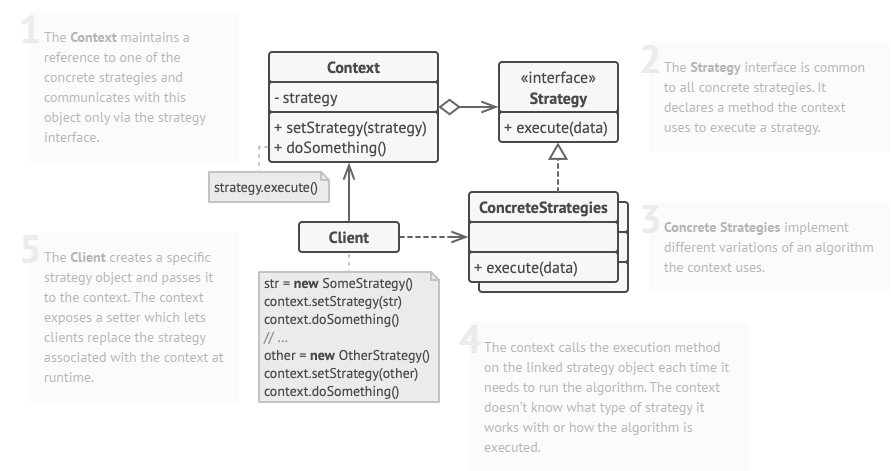 1
The Context maintains a
reference to one of the
concrete strategies and
communicates with this
object only via the strategy
interface.
Context
- strategy
+ setStrategy(strategy)
+ doSomething()
strategy.execute()
«interface»
Strategy
+ execute(data)
2
The Strategy interface is common
to all concrete strategies. It
declares a method the context
uses to execute a strategy.
ConcreteStrategies
+ execute(data)
3
Concrete Strategies implement
different variations of an algorithm
the context uses.
Client
str = new SomeStrategy()
context.setStrategy(str)
context.doSomething()
// ...
other = new OtherStrategy()
context.setStrategy(other)
context.doSomething()
4
The context calls the execution method
on the linked strategy object each time it
needs to run the algorithm. The context
doesn't know what type of strategy it
works with or how the algorithm is
executed.
5
The Client creates a specific
strategy object and passes it
to the context. The context
exposes a setter which lets
clients replace the strategy
associated with the context at
runtime.